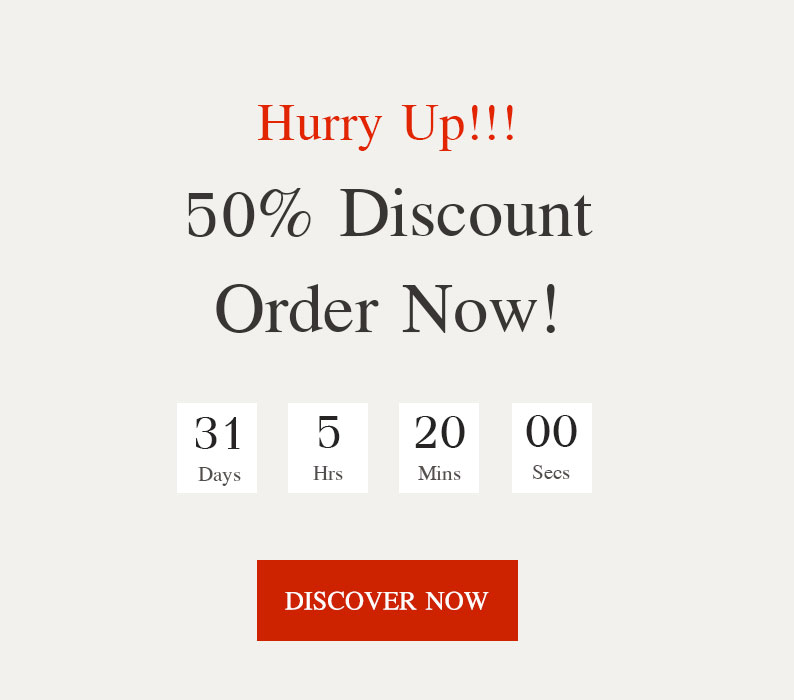 Hurry Up!!!
50% Discount
Order Now!
31 5 20 00
Days Hrs Mins Secs
DISCOVER NOW